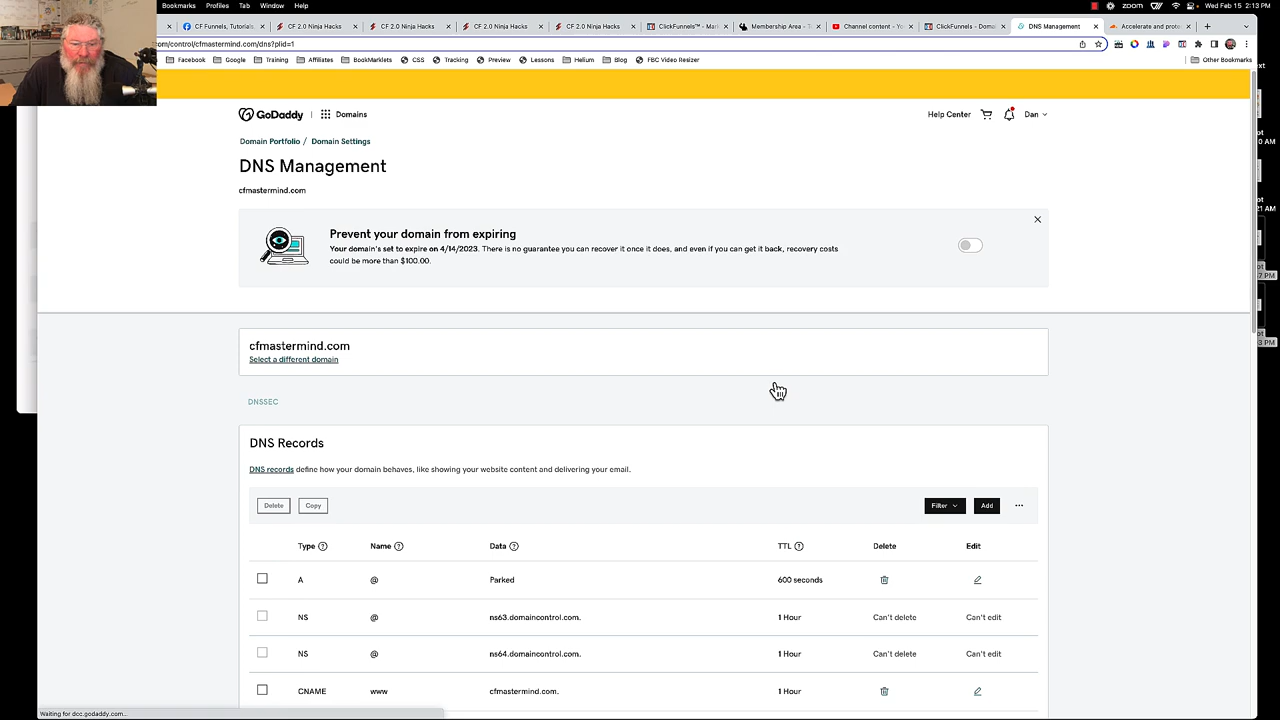 Bookmarks Profiles Tab Window Help
zoom Wed Feb 15 2:13 PM
CF Funnels, Tutorials CF 2.0 Ninja Hacks CF 2.0 Ninja Hacks CF 2.0 Ninja Hacks CF 2.0 Ninja Hacks ClickFunnels™ - Ma Membership Area - T Channel content - Yo ClickFunnels - Doma DNS Management Accelerate and prot
com/control/cfmastermind.com/dns?plid=1
Facebook Google Training Affiliates BookMarklets CSS Tracking Preview Lessons Helium Blog FBC Video Resizer Other Bookmarks
GoDaddy Domains Help Center Dan
Domain Portfolio / Domain Settings
DNS Management
cfmastermind.com
Prevent your domain from expiring
Your domain's set to expire on 4/14/2023. There is no guarantee you can recover it once it does, and even if you can get it back, recovery costs
could be more than $100.00.
cfmastermind.com
Select a different domain
DNSSEC
DNS Records
DNS records define how your domain behaves, like showing your website content and delivering your email.
Delete Copy Filter Add ...
Type Name Data TTL Delete Edit
A @ Parked 600 seconds
NS @ ns63.domaincontrol.com. 1 Hour Can't delete Can't edit
NS @ ns64.domaincontrol.com. 1 Hour Can't delete Can't edit
CNAME www cfmastermind.com. 1 Hour
Waiting for dcc.godaddy.com...